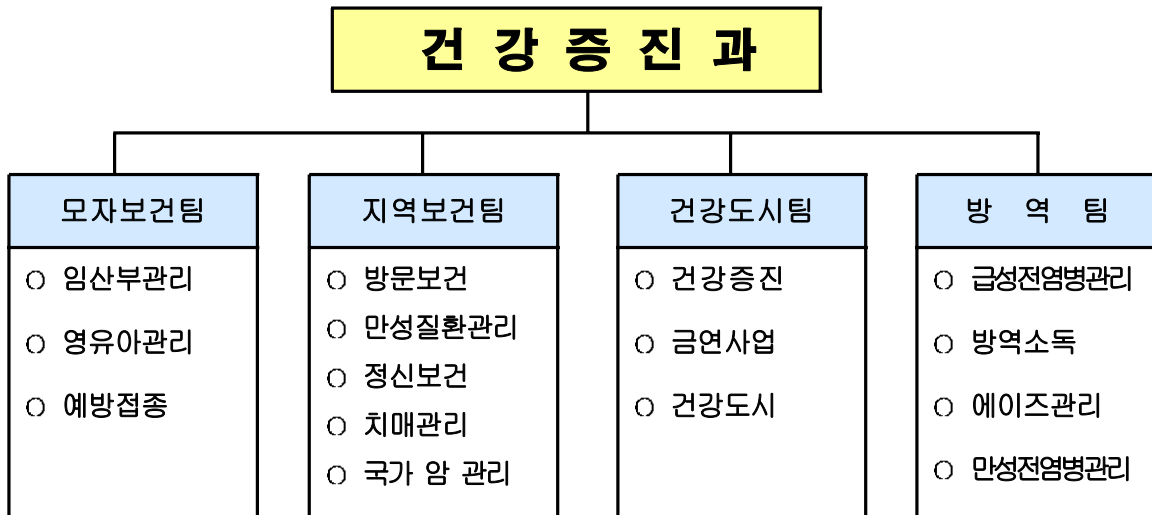 건 강 증 진 과
모자보건팀
○ 임산부관리
○ 영유아관리
○ 예방접종
지역보건팀
○ 방문보건
○ 만성질환관리
○ 정신보건
○ 치매관리
○ 국가 암 관리
건강도시팀
○ 건강증진
○ 금연사업
○ 건강도시
방 역 팀
○ 급성전염병관리
○ 방역소독
○ 에이즈관리
○ 만성전염병관리